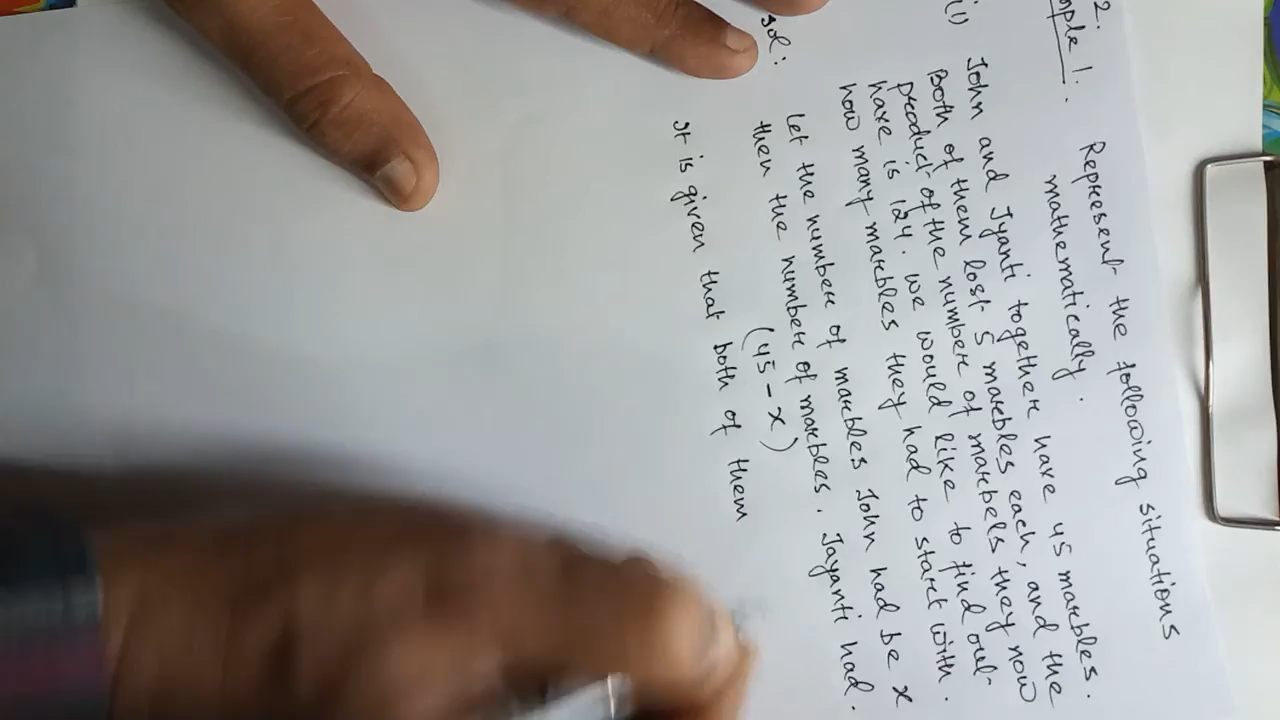 2.
mple 1. Represent the following situations
mathematically.
(i) John and Jyanti together have 45 marbles.
Both of them lost 5 marbles each, and the
product of the number of marbels they now
have is 124. we would like to find out
how many marbles they had to start with.
sol:
Let the number of marbles John had be x
then the number of marbles. Jayanti had.
(45 - x)
It is given that both of them